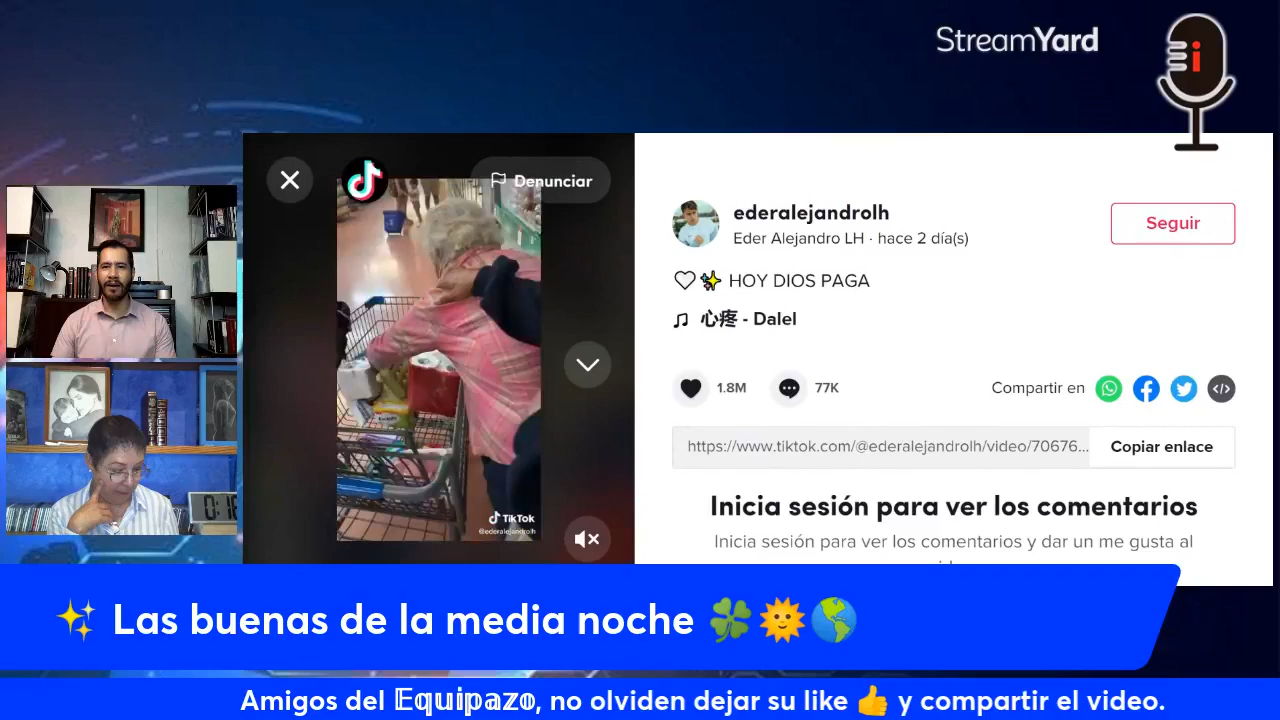 StreamYard
i
Denunciar
ederalejandrolh
Eder Alejandro LH · hace 2 día(s)
Seguir
HOY DIOS PAGA
心疼 - Dalel
1.8M
77K
Compartir en
https://www.tiktok.com/@ederalejandrolh/video/70676...
Copiar enlace
Inicia sesión para ver los comentarios
Inicia sesión para ver los comentarios y dar un me gusta al
TikTok
@ederalejandrolh
0:18
✨ Las buenas de la media noche 🍀🌞🌎
Amigos del 𝔼𝕢𝕦𝕚𝕡𝕒𝕫𝕠, no olviden dejar su like 👍 y compartir el video.